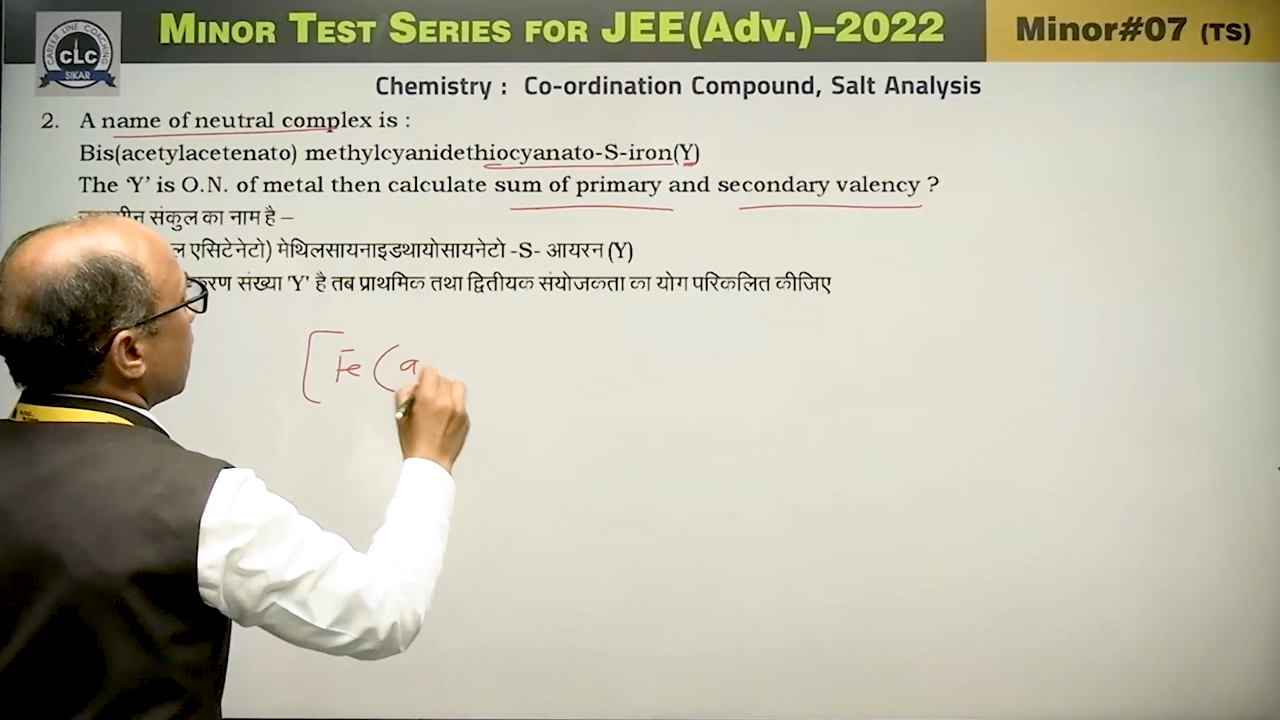 MINOR TEST SERIES FOR JEE(Adv.)–2022
Minor#07 (TS)
CAREER LINE COACHING
CLC
SIKAR
Chemistry : Co-ordination Compound, Salt Analysis
2. A name of neutral complex is :
Bis(acetylacetenato) methylcyanidethiocyanato-S-iron(Y)
The ‘Y’ is O.N. of metal then calculate sum of primary and secondary valency ?
संकुल का नाम है –
एसिटेनेटो) मेथिलसायनाइडथायोसायनेटो -S- आयरन (Y)
संख्या 'Y' है तब प्राथमिक तथा द्वितीयक संयोजकता का योग परिकलित कीजिए
[Fe(a